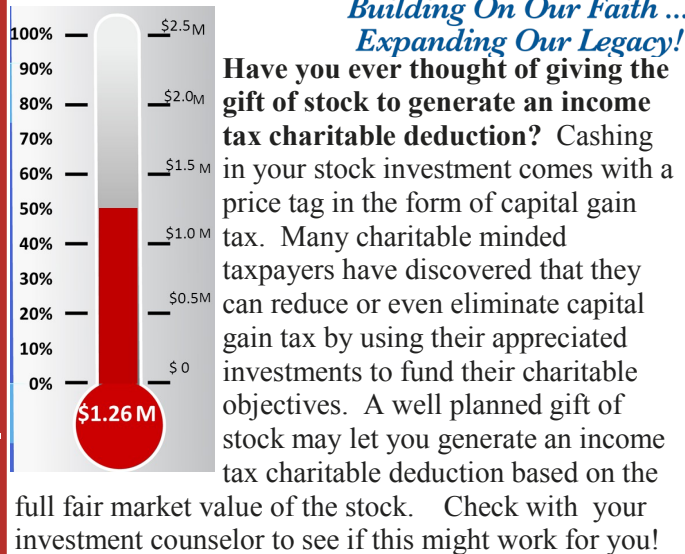 Building On Our Faith ...
Expanding Our Legacy!
100%
90%
80%
70%
60%
50%
40%
30%
20%
10%
0%
$2.5M
$2.0M
$1.5 M
$1.0 M
$0.5M
$ 0
$1.26 M
Have you ever thought of giving the
gift of stock to generate an income
tax charitable deduction? Cashing
in your stock investment comes with a
price tag in the form of capital gain
tax. Many charitable minded
taxpayers have discovered that they
can reduce or even eliminate capital
gain tax by using their appreciated
investments to fund their charitable
objectives. A well planned gift of
stock may let you generate an income
tax charitable deduction based on the
full fair market value of the stock. Check with your
investment counselor to see if this might work for you!